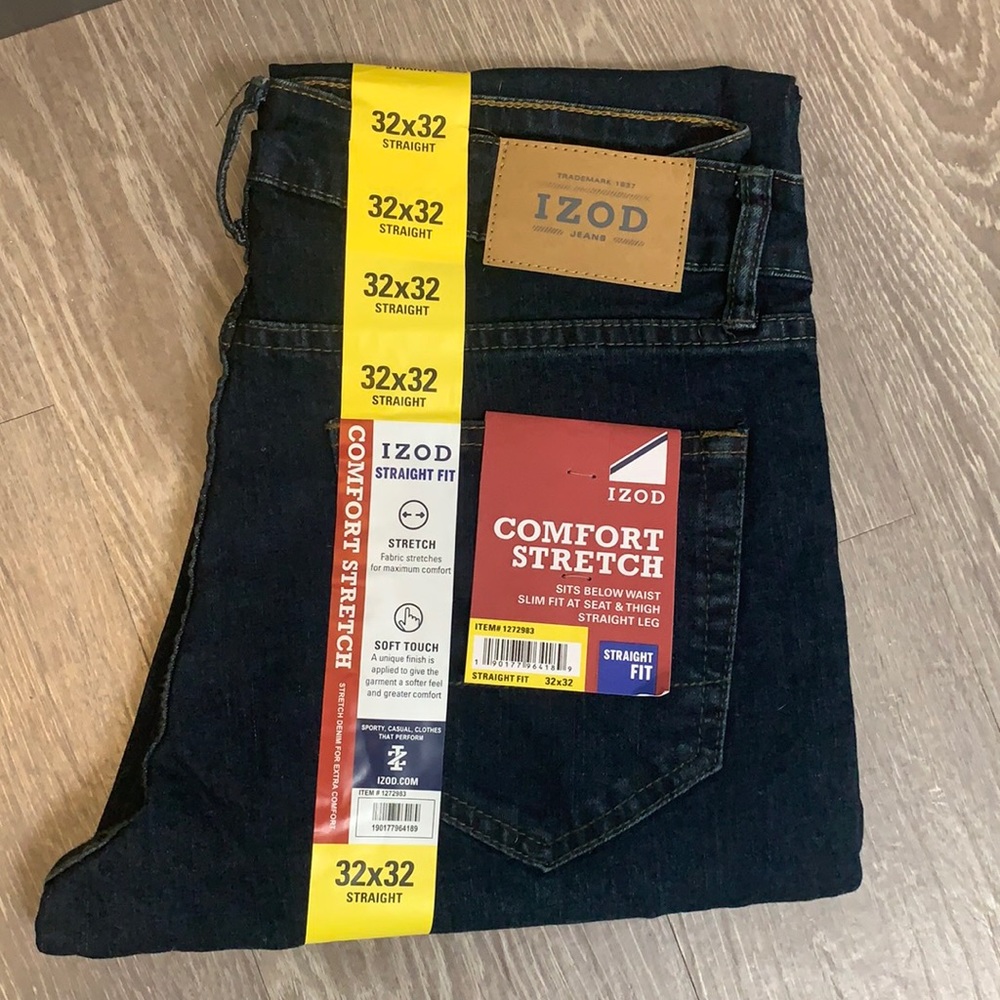 STRAIGHT
32x32
STRAIGHT
32x32
STRAIGHT
32x32
STRAIGHT
32x32
STRAIGHT
TRADEMARK 1937
IZOD
JEANS
COMFORT STRETCH
STRETCH DENIM FOR EXTRA COMFORT.
IZOD
STRAIGHT FIT
STRETCH
Fabric stretches
for maximum comfort
SOFT TOUCH
A unique finish is
applied to give the
garment a softer feel
and greater comfort
SPORTY, CASUAL, CLOTHES
THAT PERFORM
IZOD.COM
ITEM # 1272983
190177964189
32x32
STRAIGHT
IZOD
COMFORT
STRETCH
SITS BELOW WAIST
SLIM FIT AT SEAT & THIGH
STRAIGHT LEG
ITEM# 1272983
1 90177 96418 9
STRAIGHT FIT 32x32
STRAIGHT
FIT